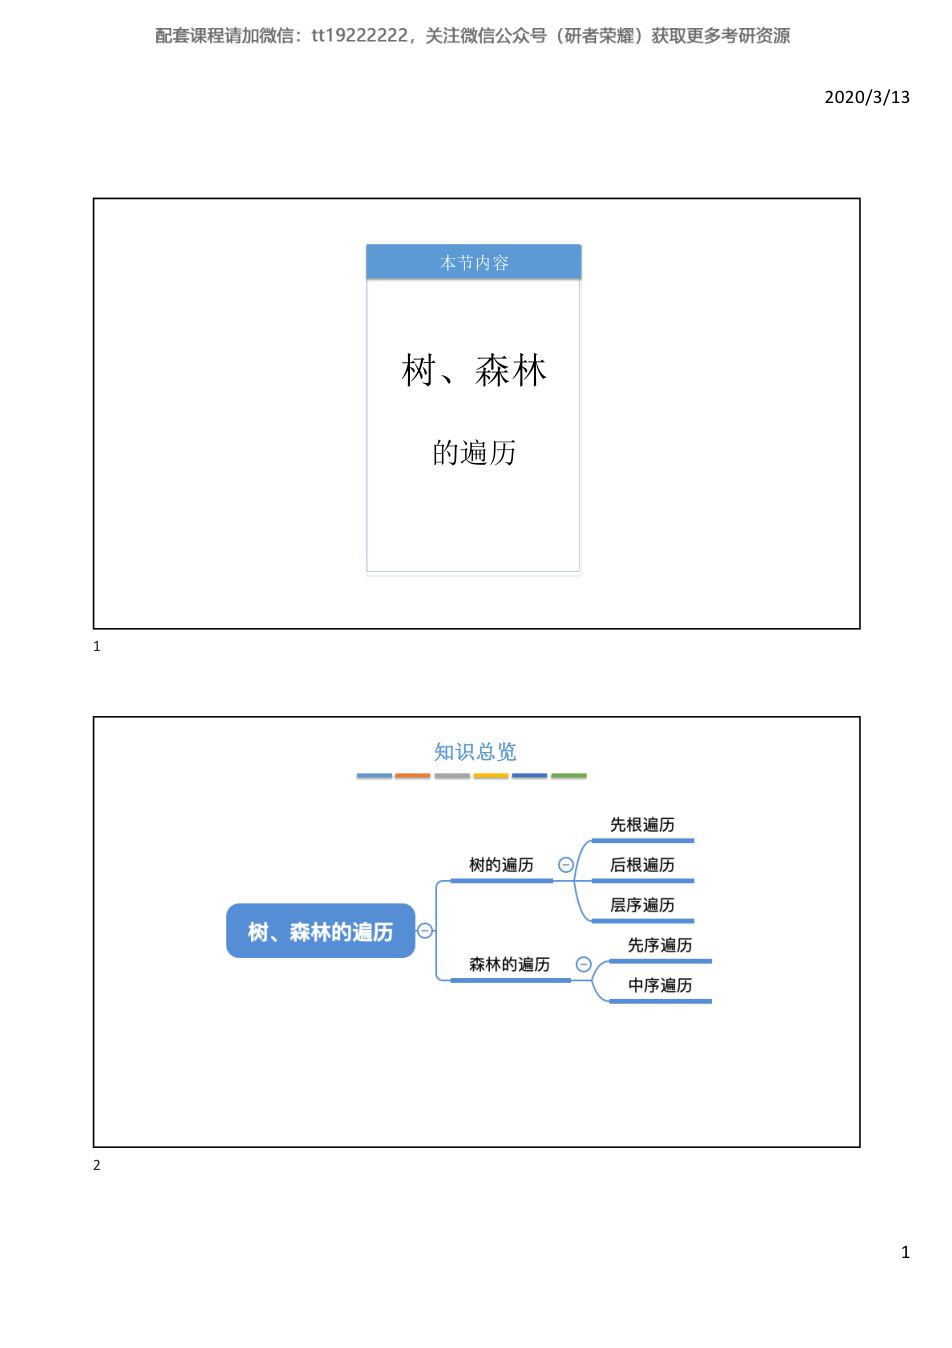 配套课程请加微信：tt19222222，关注微信公众号（研者荣耀）获取更多考研资源
2020/3/13
本节内容
树、森林
的遍历
1
知识总览
先根遍历
树的遍历
后根遍历
层序遍历
树、森林的遍历
先序遍历
森林的遍历
中序遍历
2
1